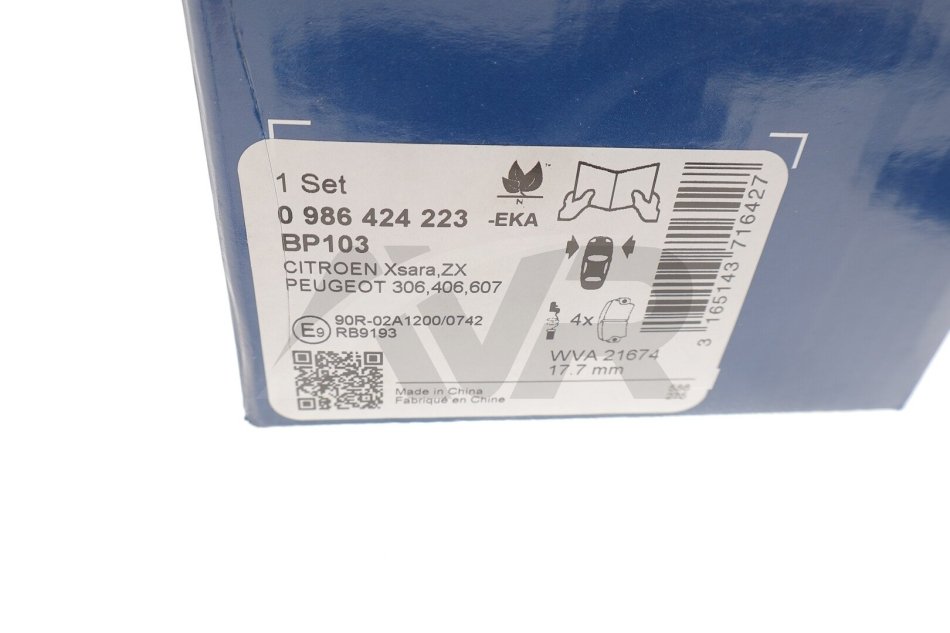 1 Set
0 986 424 223 -EKA
BP103
CITROEN Xsara,ZX
PEUGEOT 306,406,607
E9 90R-02A1200/0742
RB9193
N
4x
WVA 21674
17.7 mm
Made in China
Fabriqué en Chine
3 165143 716427
VR